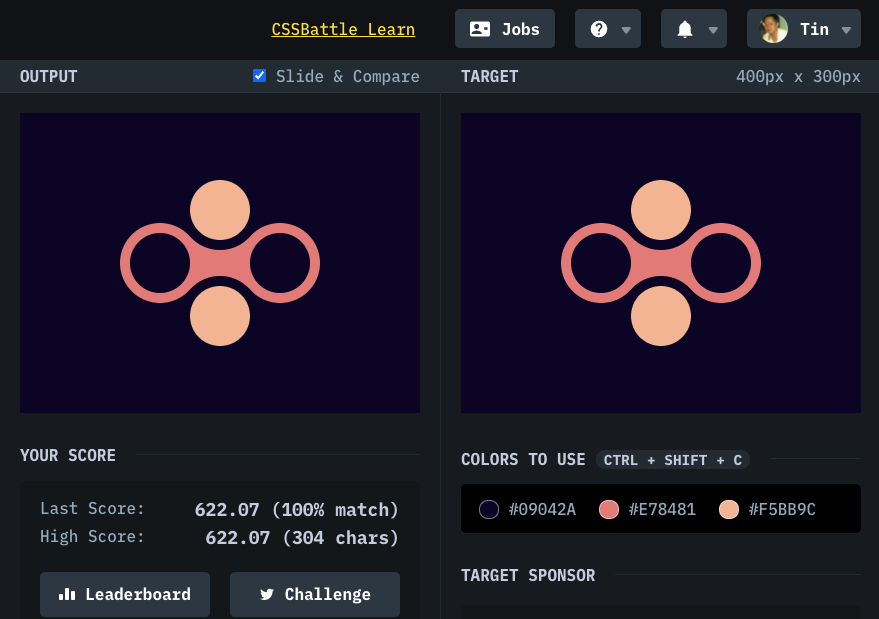 CSSBattle Learn
Jobs
Tin
OUTPUT
Slide & Compare
TARGET
400px x 300px
YOUR SCORE
Last Score: 622.07 (100% match)
High Score: 622.07 (304 chars)
Leaderboard
Challenge
COLORS TO USE CTRL + SHIFT + C
#09042A #E78481 #F5BB9C
TARGET SPONSOR